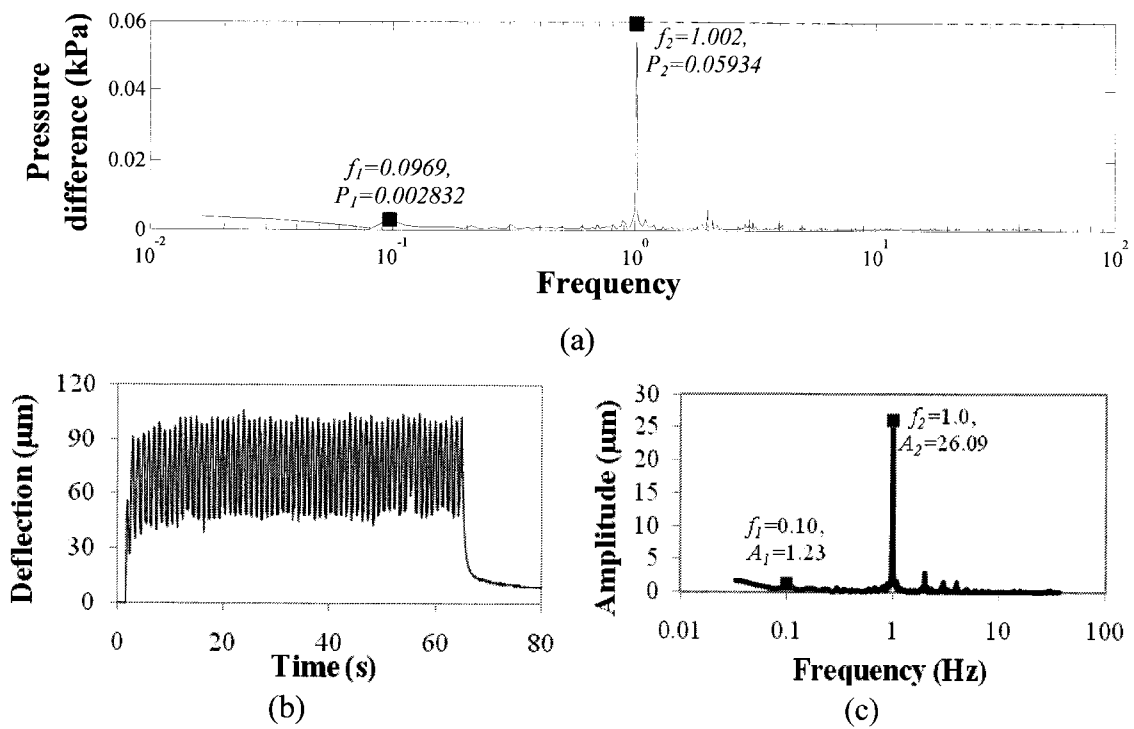 Pressure
difference (kPa)
0.06
0.04
0.02
0
f₂=1.002,
P₂=0.05934
f₁=0.0969,
P₁=0.002832
10⁻² 10⁻¹ 10⁰ 10¹ 10²
Frequency
(a)
Deflection (µm)
120
90
60
30
0
0 20 40 60 80
Time (s)
(b)
Amplitude (µm)
30
25
20
15
10
5
0
f₂=1.0,
A₂=26.09
f₁=0.10,
A₁=1.23
0.01 0.1 1 10 100
Frequency (Hz)
(c)